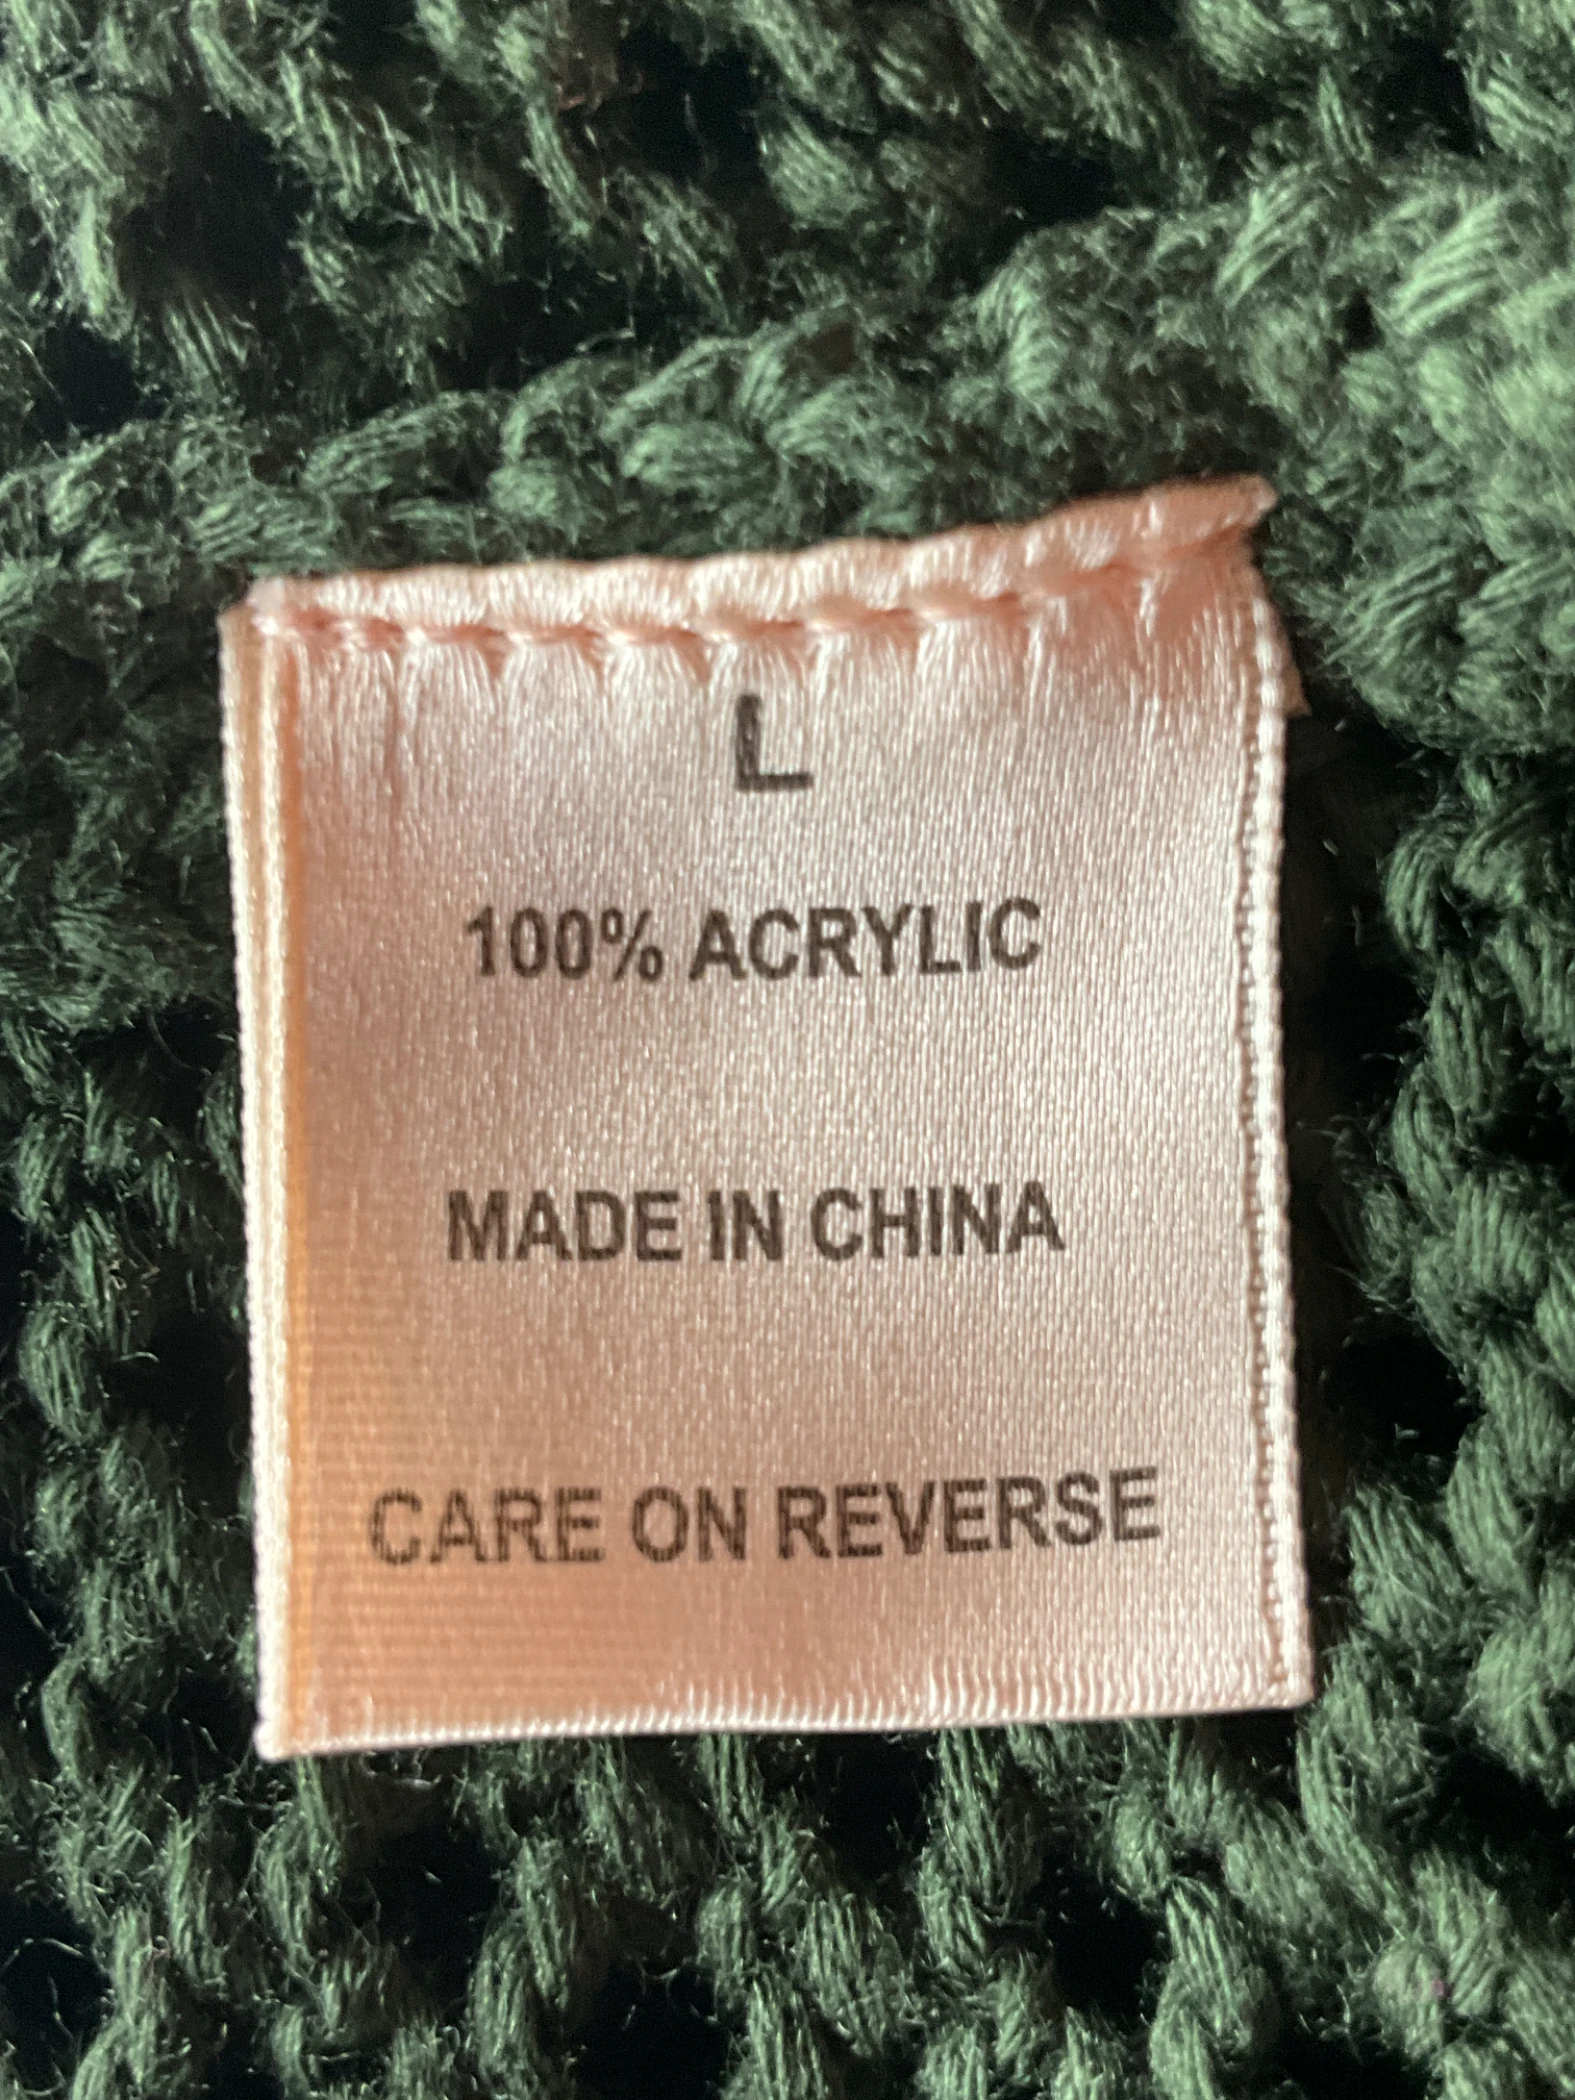 L
100% ACRYLIC
MADE IN CHINA
CARE ON REVERSE